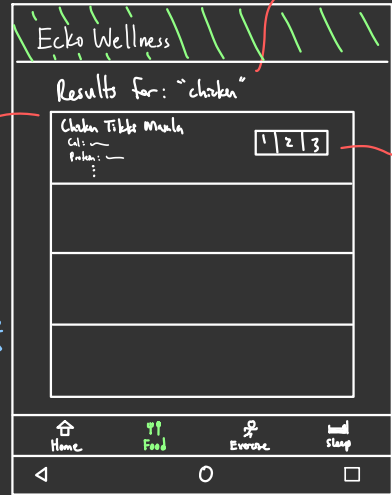 Ecko Wellness
Results for: "chicken"
Chicken Tikka Masala
Cal:
Protein:
1 2 3
Home Food Exercise Sleep